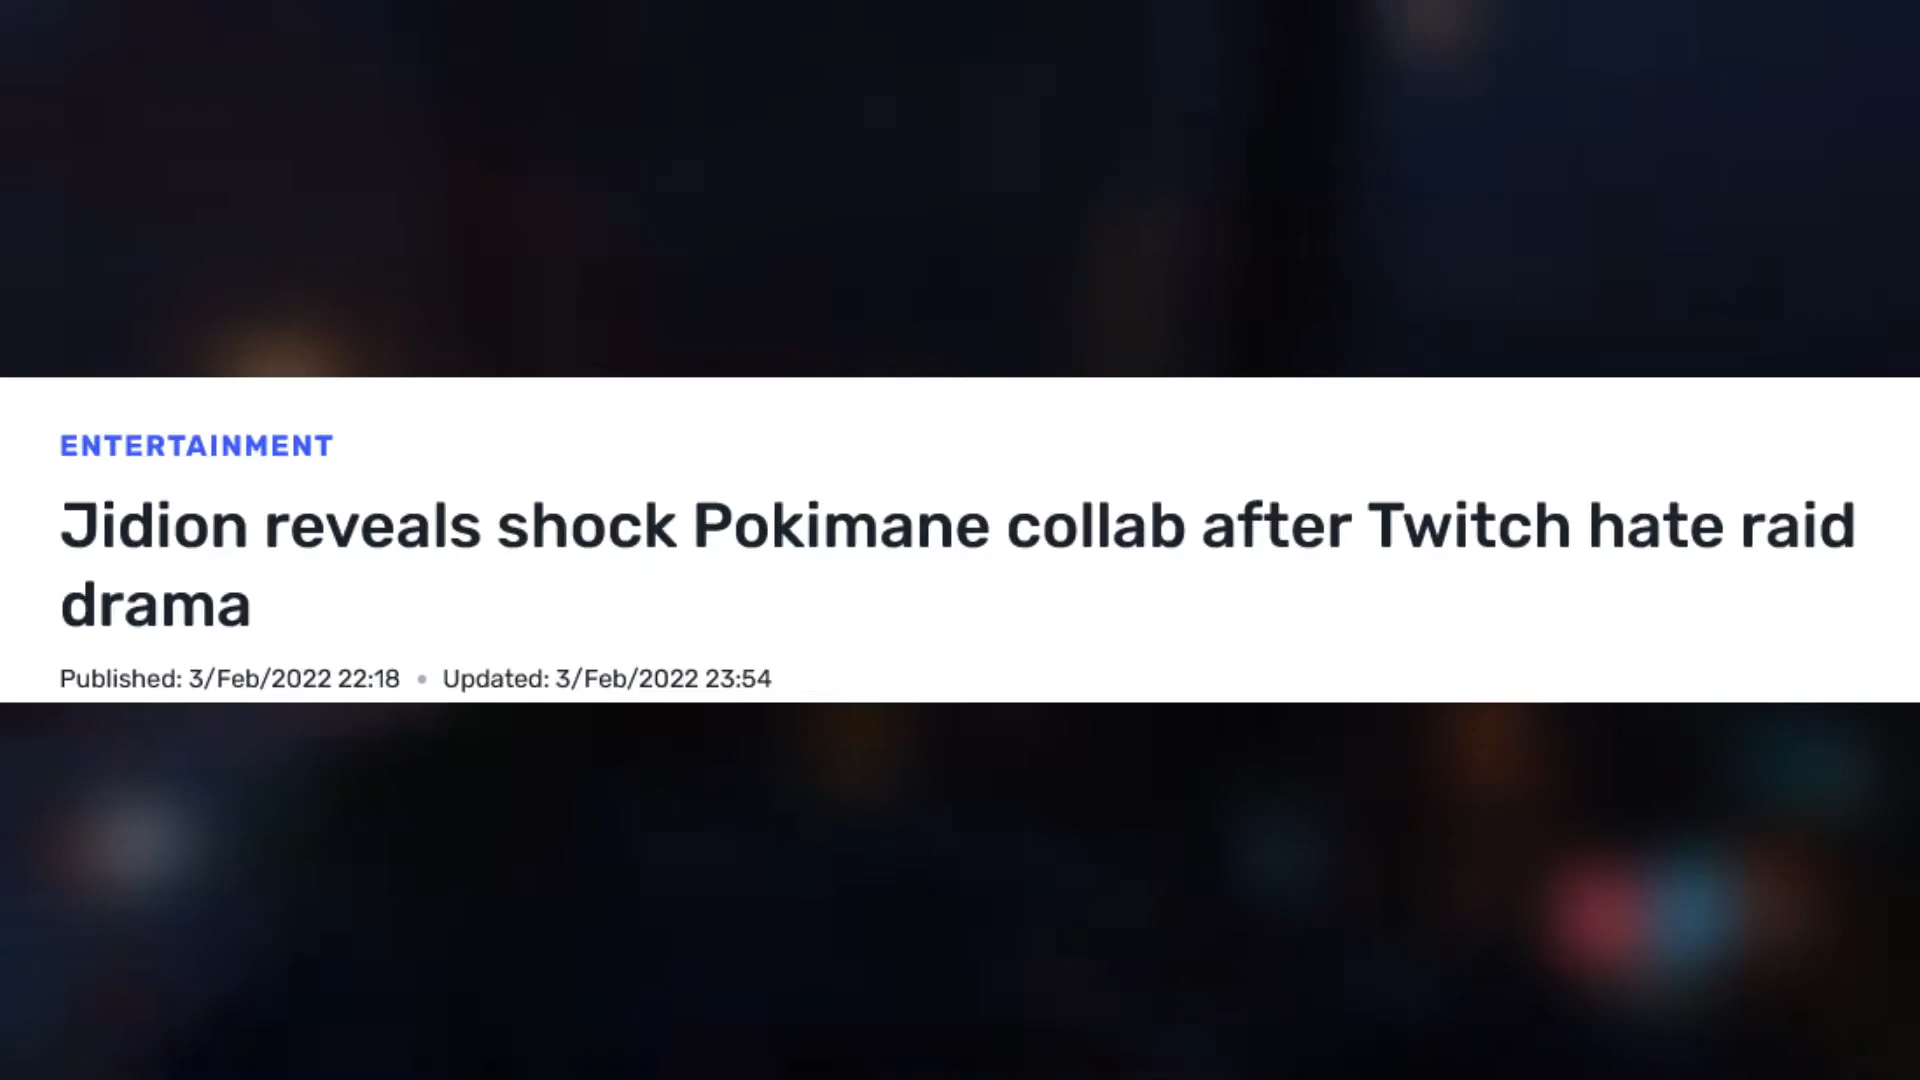 ENTERTAINMENT
Jidion reveals shock Pokimane collab after Twitch hate raid
drama
Published: 3/Feb/2022 22:18 • Updated: 3/Feb/2022 23:54